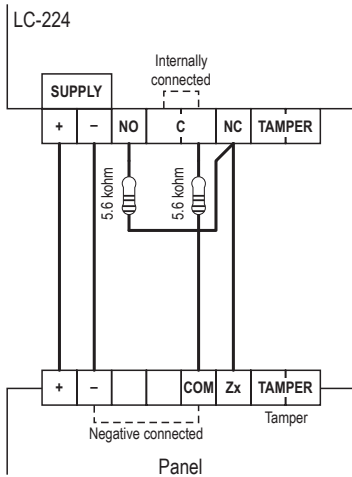 LC-224
Internally
connected
SUPPLY
+ – NO C NC TAMPER
5.6 kohm 5.6 kohm
+ – COM Zx TAMPER
Tamper
Negative connected
Panel